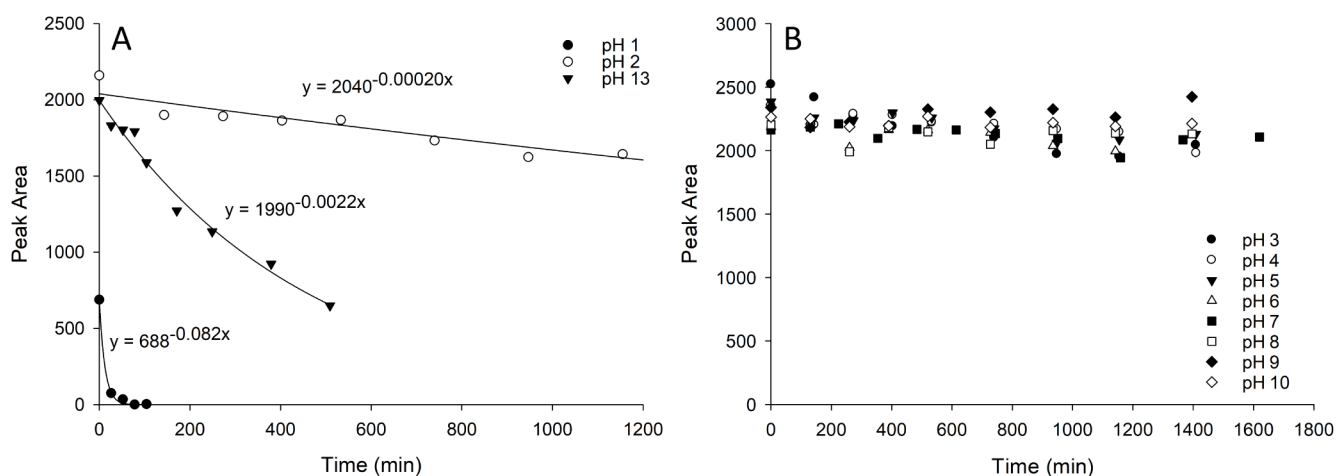 A
pH 1
pH 2
pH 13
y = 2040-0.00020x
y = 1990-0.0022x
y = 688-0.082x
Peak Area
2500
2000
1500
1000
500
0
0 200 400 600 800 1000 1200
Time (min)
B
Peak Area
3000
2500
2000
1500
1000
500
0
pH 3
pH 4
pH 5
pH 6
pH 7
pH 8
pH 9
pH 10
0 200 400 600 800 1000 1200 1400 1600 1800
Time (min)